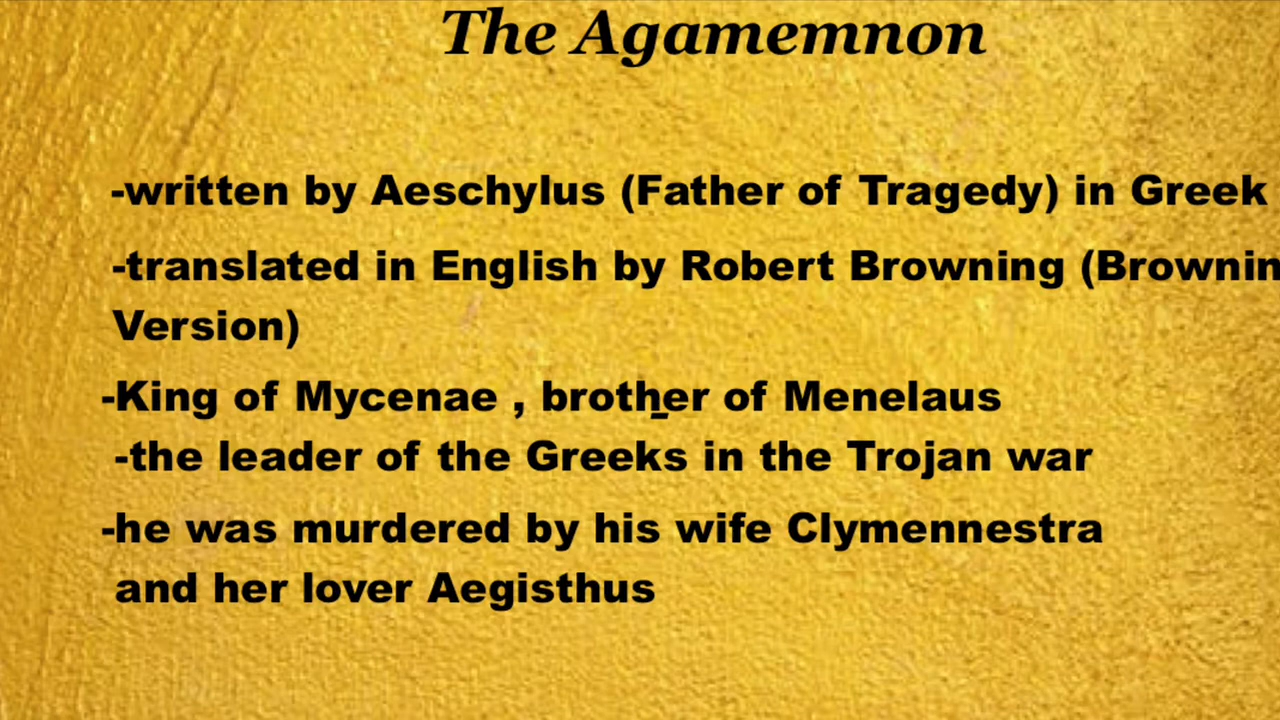 The Agamemnon
-written by Aeschylus (Father of Tragedy) in Greek
-translated in English by Robert Browning (Brownin
Version)
-King of Mycenae , brother of Menelaus
-the leader of the Greeks in the Trojan war
-he was murdered by his wife Clymennestra
and her lover Aegisthus